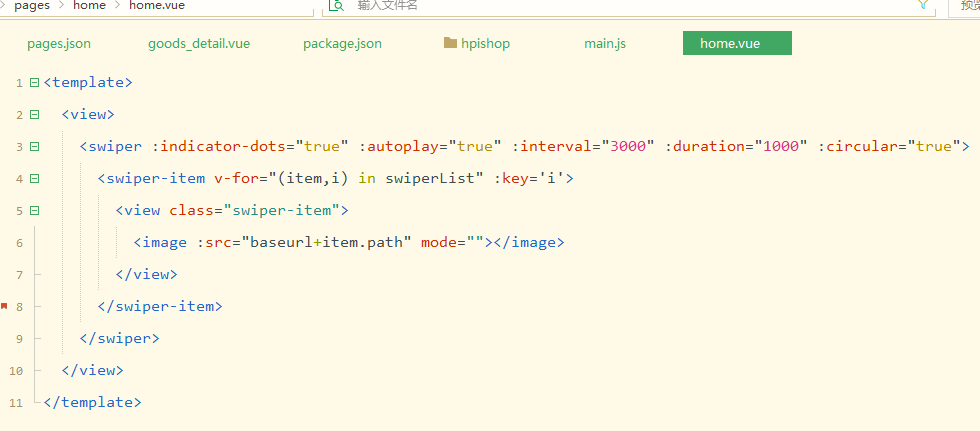 pages > home > home.vue 输入文件名 预览
pages.json goods_detail.vue package.json hpishop main.js home.vue
1 <template>
2 <view>
3 <swiper :indicator-dots="true" :autoplay="true" :interval="3000" :duration="1000" :circular="true">
4 <swiper-item v-for="(item,i) in swiperList" :key='i'>
5 <view class="swiper-item">
6 <image :src="baseurl+item.path" mode=""></image>
7 </view>
8 </swiper-item>
9 </swiper>
10 </view>
11 </template>